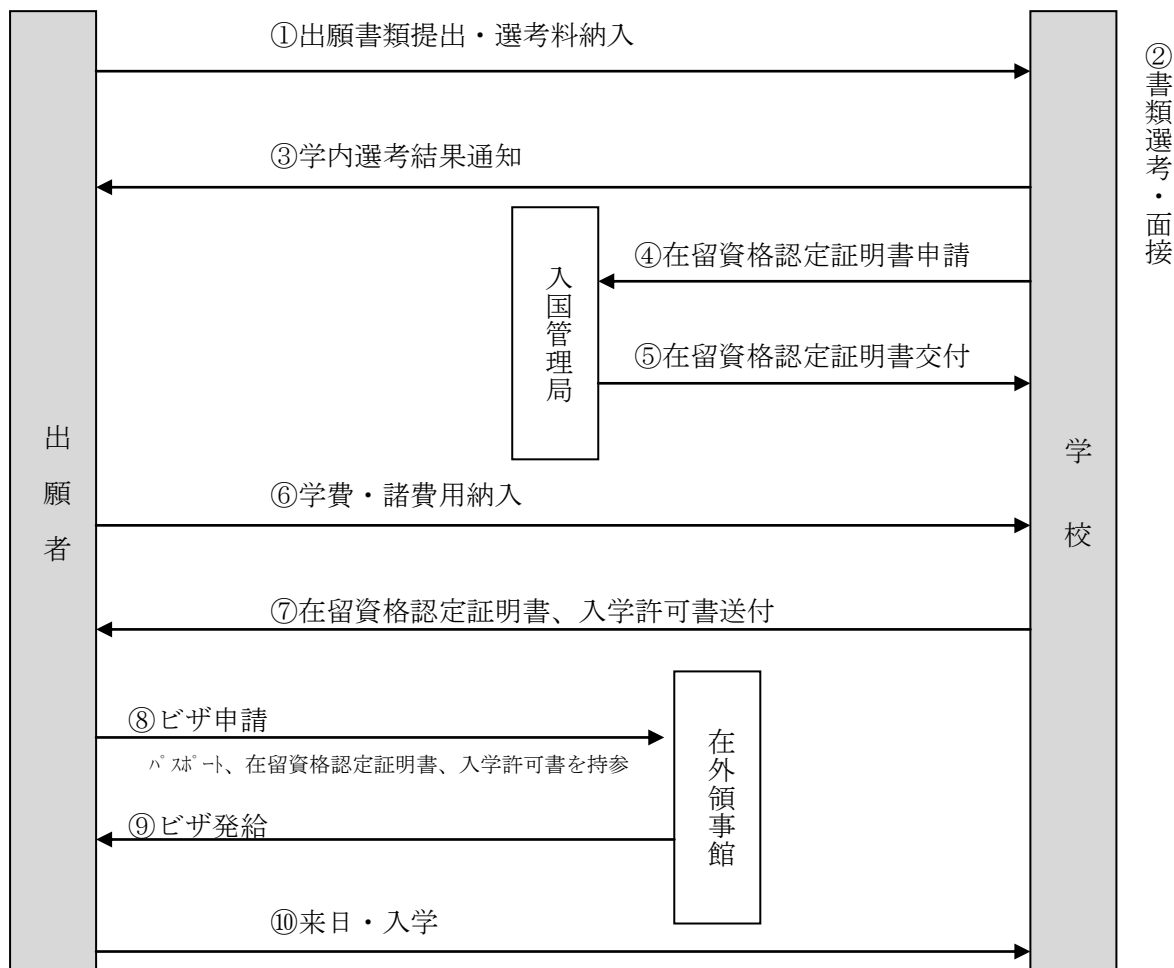 ①出願書類提出・選考料納入
②書類選考・面接
③学内選考結果通知
④在留資格認定証明書申請
入国管理局
⑤在留資格認定証明書交付
出願者
学校
⑥学費・諸費用納入
⑦在留資格認定証明書、入学許可書送付
⑧ビザ申請
ﾊﾟｽﾎﾟｰﾄ、在留資格認定証明書、入学許可書を持参
在外領事館
⑨ビザ発給
⑩来日・入学